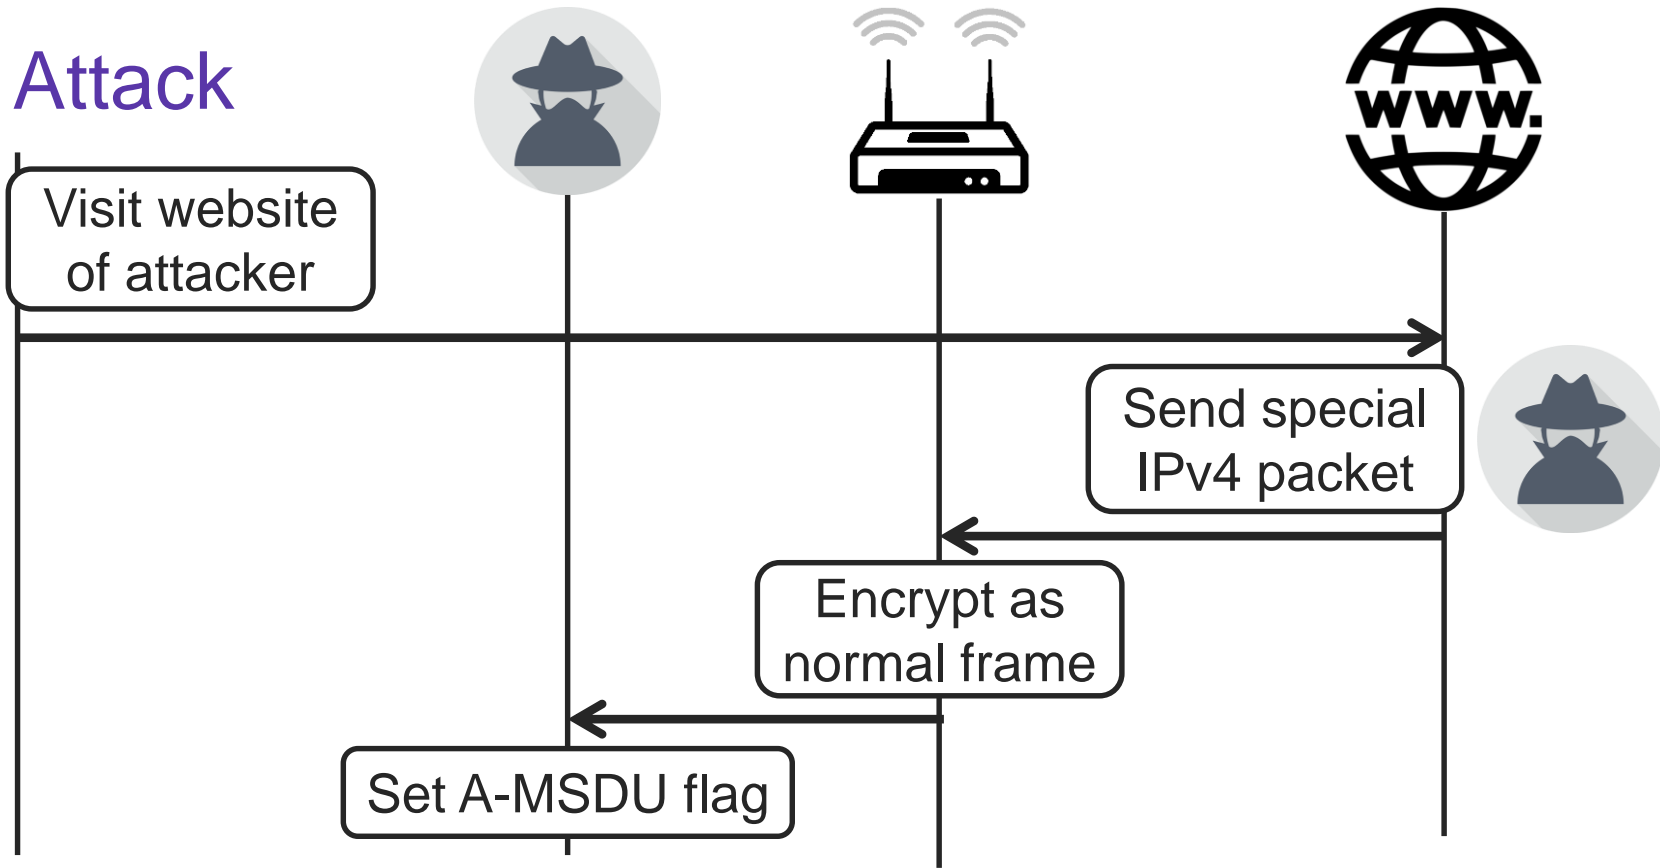 Attack
www.
Visit website
of attacker
Send special
IPv4 packet
Encrypt as
normal frame
Set A-MSDU flag